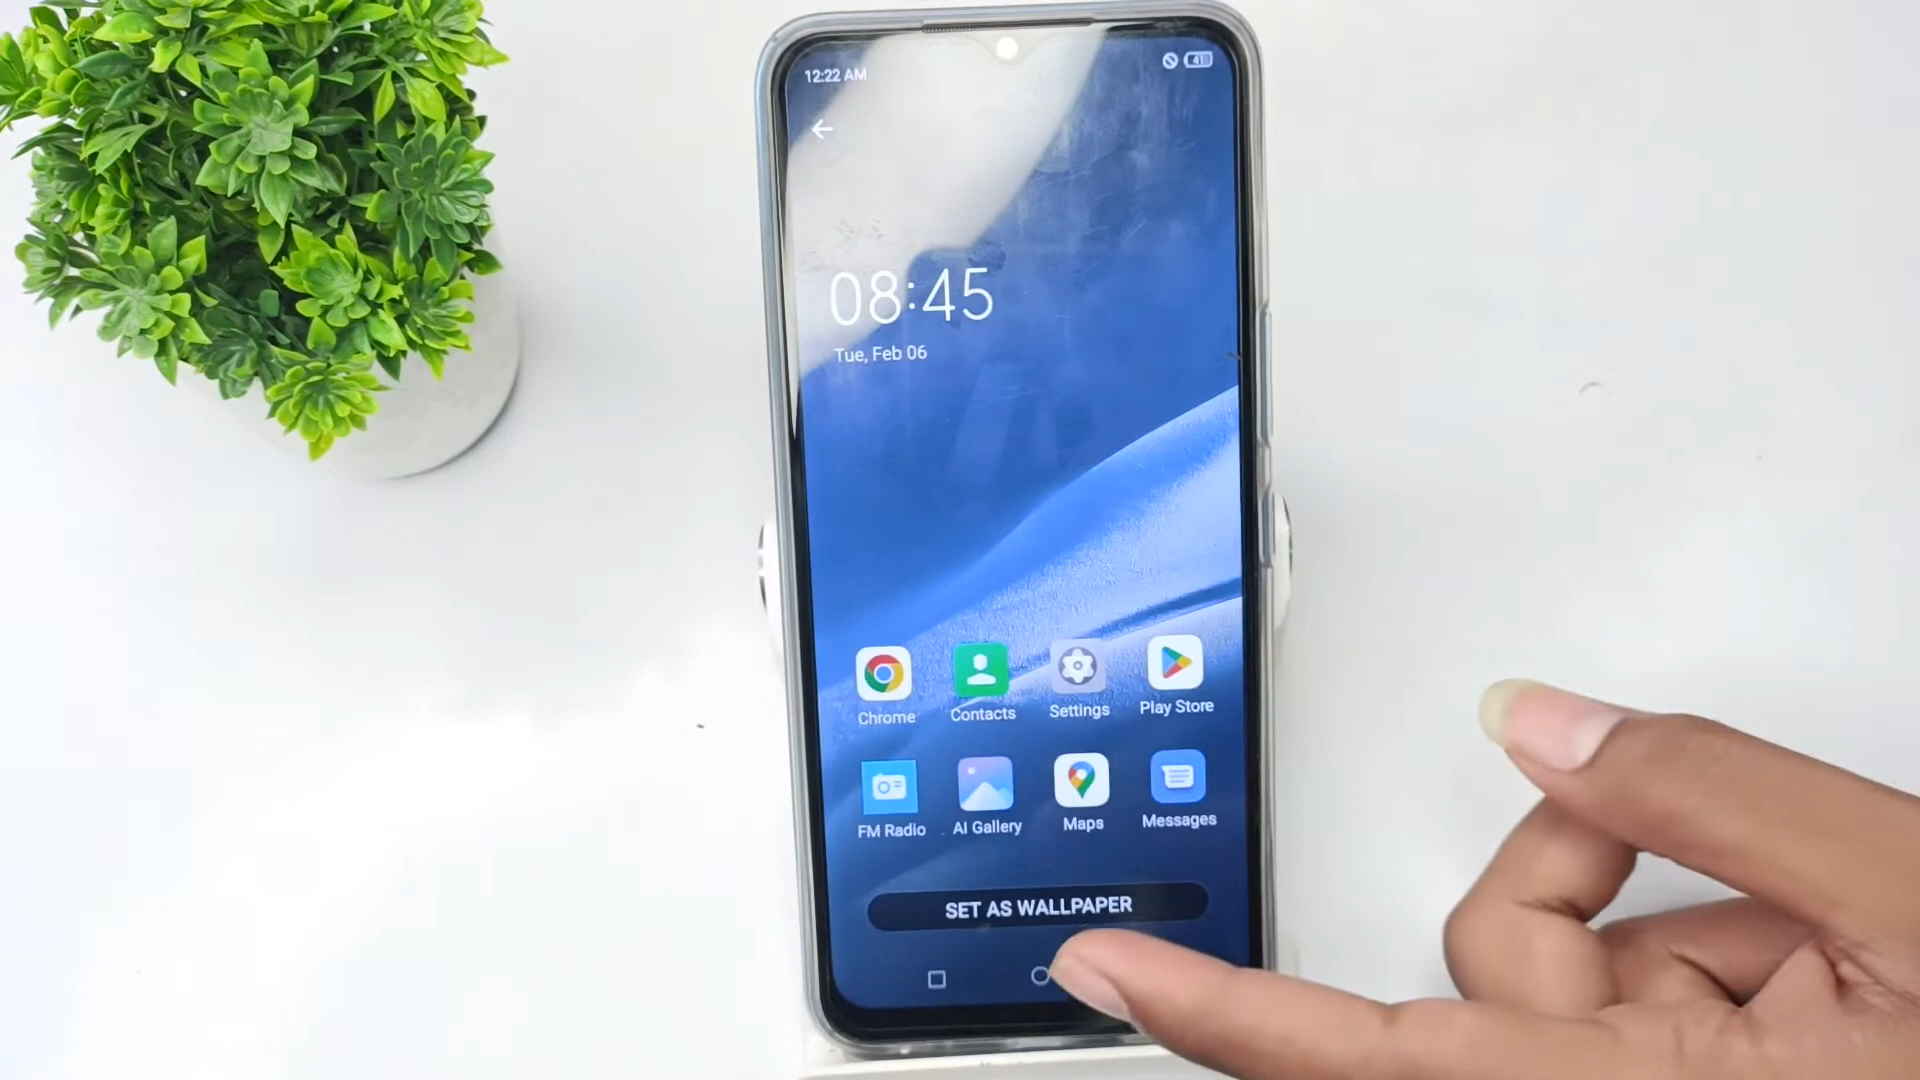 12:22 AM 41
08:45
Tue, Feb 06
Chrome Contacts Settings Play Store
FM Radio AI Gallery Maps Messages
SET AS WALLPAPER